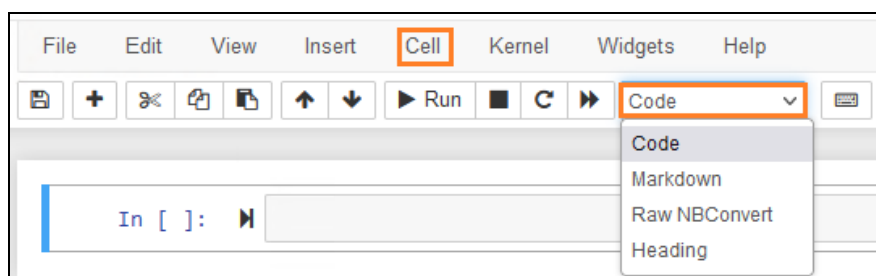 File Edit View Insert Cell Kernel Widgets Help
Run Code
Code
Markdown
Raw NBConvert
Heading
In [ ]: